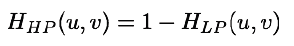 H_{HP}(u, v) = 1 − H_{LP}(u, v)